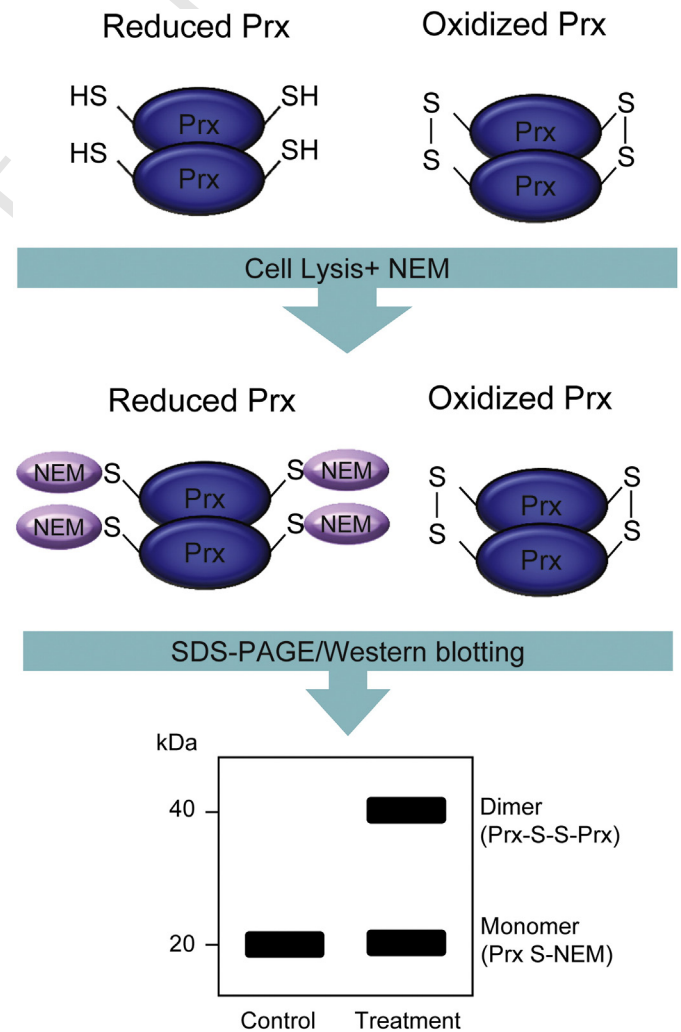 Reduced Prx
Oxidized Prx
HS
SH
Prx
HS
SH
Prx
S
S
Prx
S
S
Prx
Cell Lysis+ NEM
Reduced Prx
Oxidized Prx
NEM S
S NEM
Prx
NEM S
S NEM
Prx
S
S
Prx
S
S
Prx
SDS-PAGE/Western blotting
kDa
40
Dimer
(Prx-S-S-Prx)
20
Monomer
(Prx S-NEM)
Control
Treatment